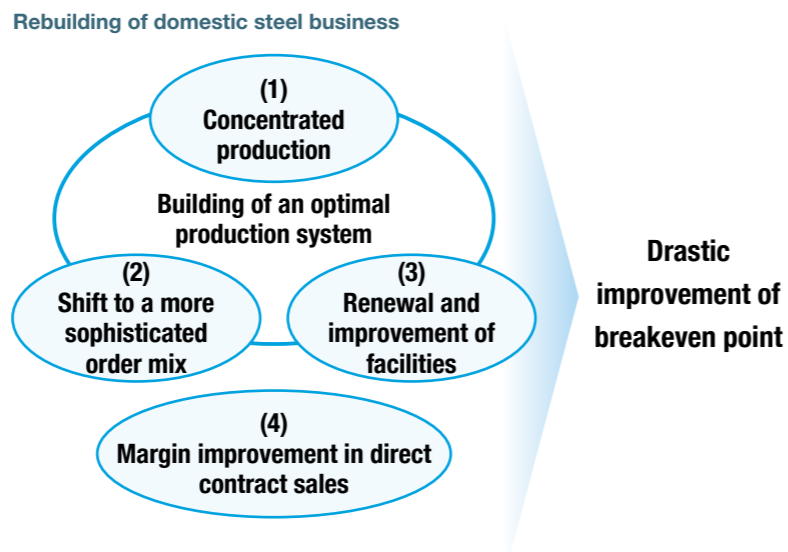 Rebuilding of domestic steel business
(1)
Concentrated
production
Building of an optimal
production system
(2)
Shift to a more
sophisticated
order mix
(3)
Renewal and
improvement of
facilities
(4)
Margin improvement in direct
contract sales
Drastic
improvement of
breakeven point